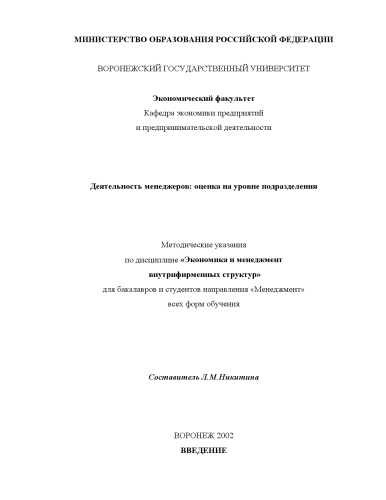 МИНИСТЕРСТВО ОБРАЗОВАНИЯ РОССИЙСКОЙ ФЕДЕРАЦИИ
ВОРОНЕЖСКИЙ ГОСУДАРСТВЕННЫЙ УНИВЕРСИТЕТ
Экономический факультет
Кафедра экономики предприятий
и предпринимательской деятельности
Деятельность менеджеров: оценка на уровне подразделения
Методические указания
по дисциплине «Экономика и менеджмент
внутрифирменных структур»
для бакалавров и студентов направления «Менеджмент»
всех форм обучения
Составитель Л.М.Никитина
ВОРОНЕЖ 2002
ВВЕДЕНИЕ